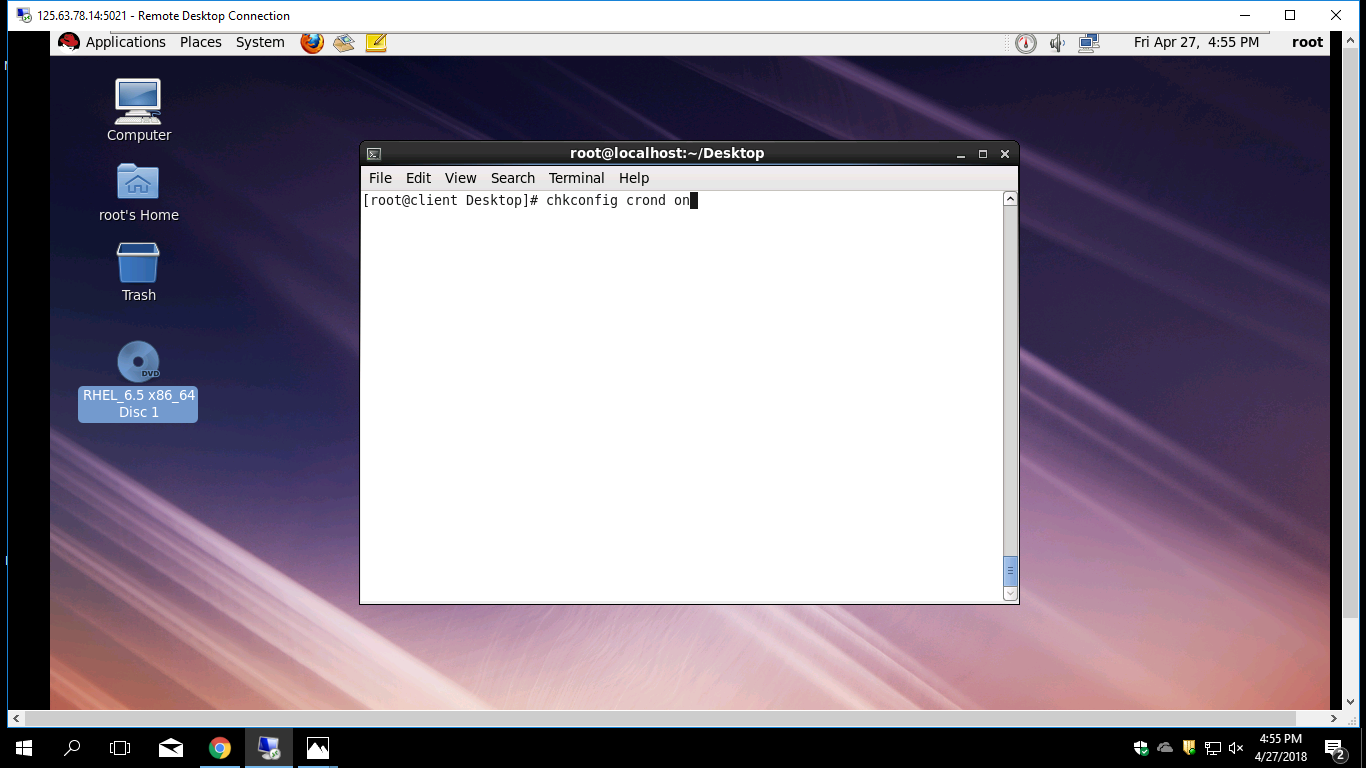 125.63.78.14:5021 - Remote Desktop Connection
Applications Places System Fri Apr 27, 4:55 PM root
Computer
root's Home
Trash
DVD
RHEL_6.5 x86_64
Disc 1
root@localhost:~/Desktop
File Edit View Search Terminal Help
[root@client Desktop]# chkconfig crond on
4:55 PM
4/27/2018
2